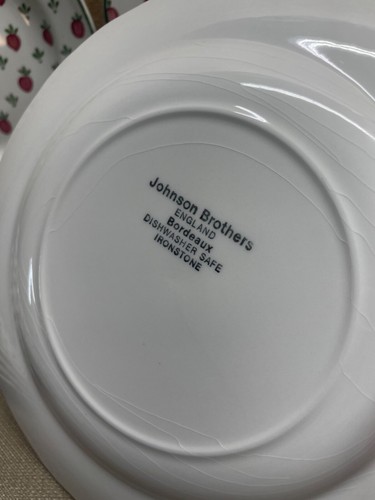 Johnson Brothers
ENGLAND
Bordeaux
DISHWASHER SAFE
IRONSTONE